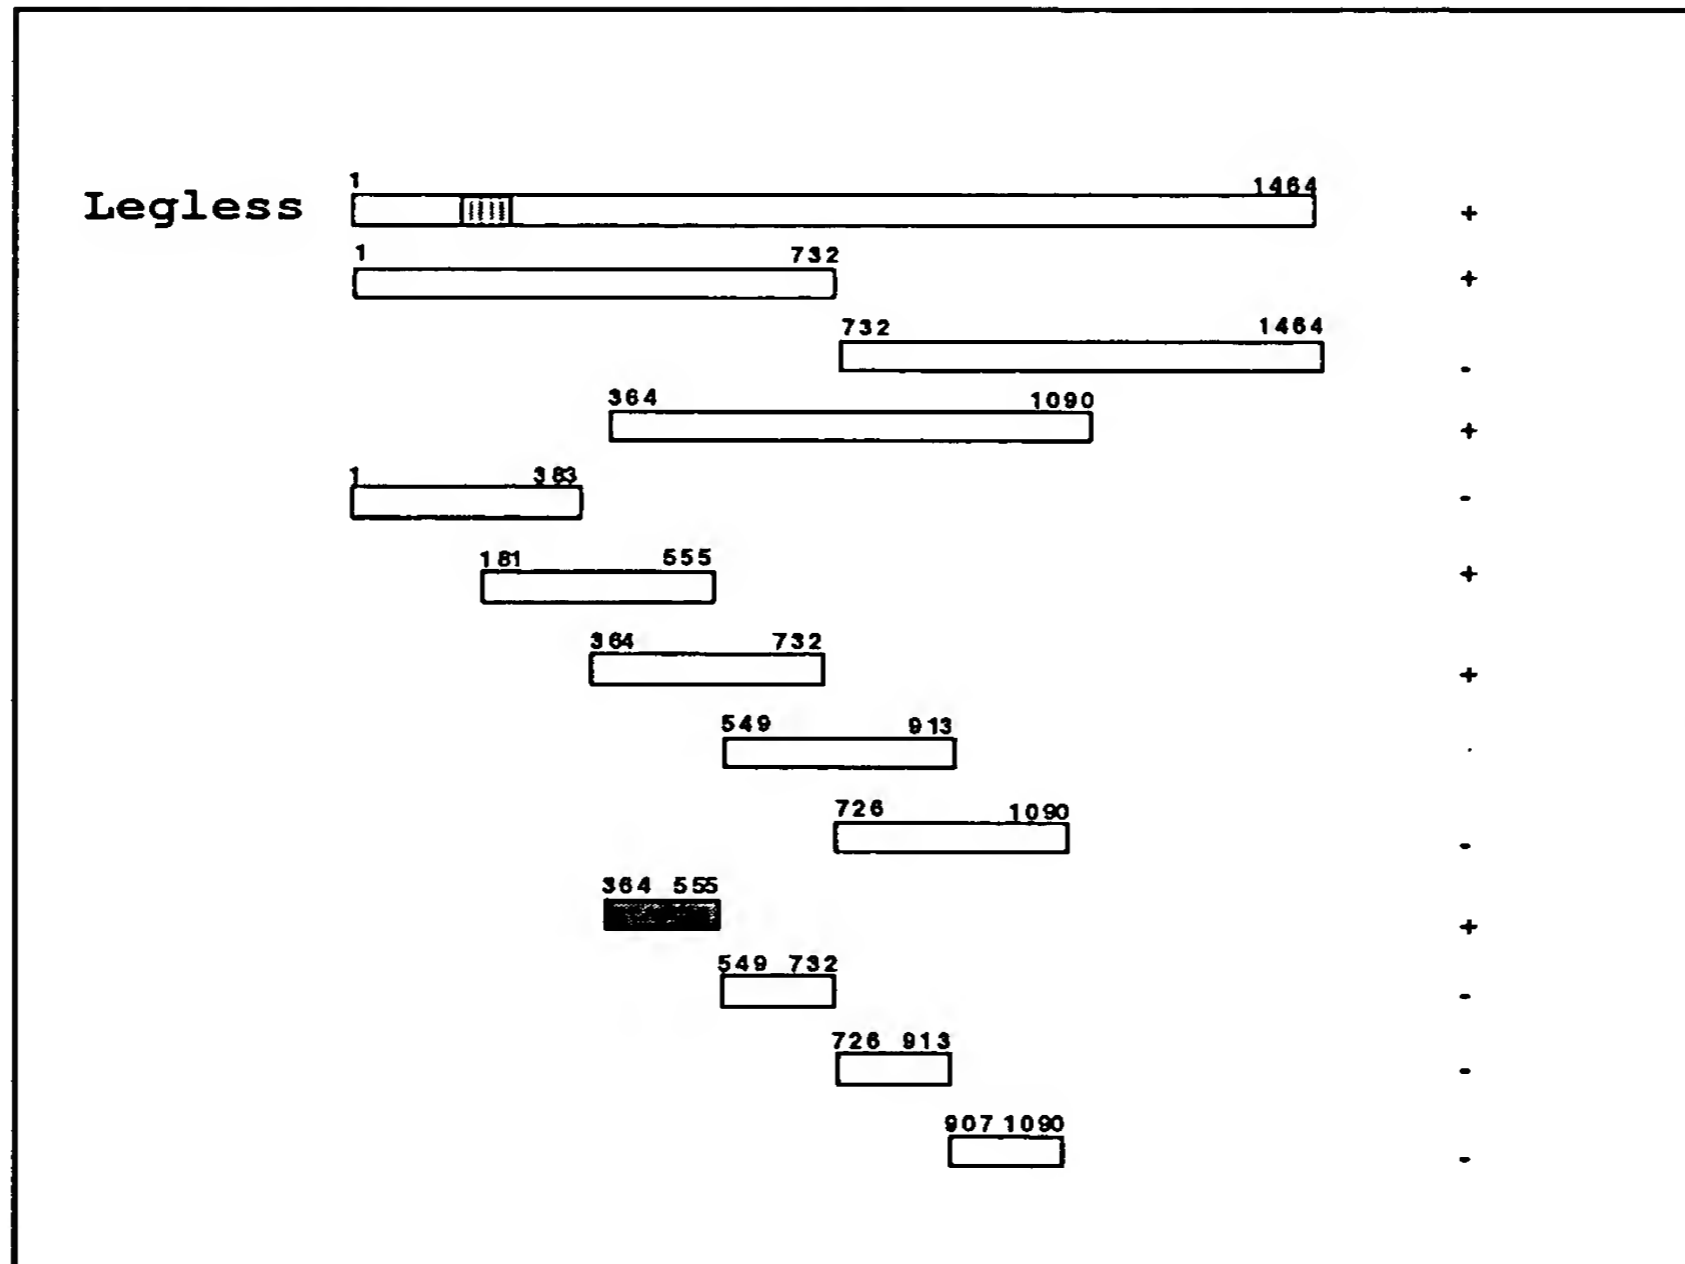 1 1464
Legless +
1 732 +
732 1464 -
364 1090 +
1 383 -
181 555 +
364 732 +
549 913 -
726 1090 -
364 555 +
549 732 -
726 913 -
907 1090 -